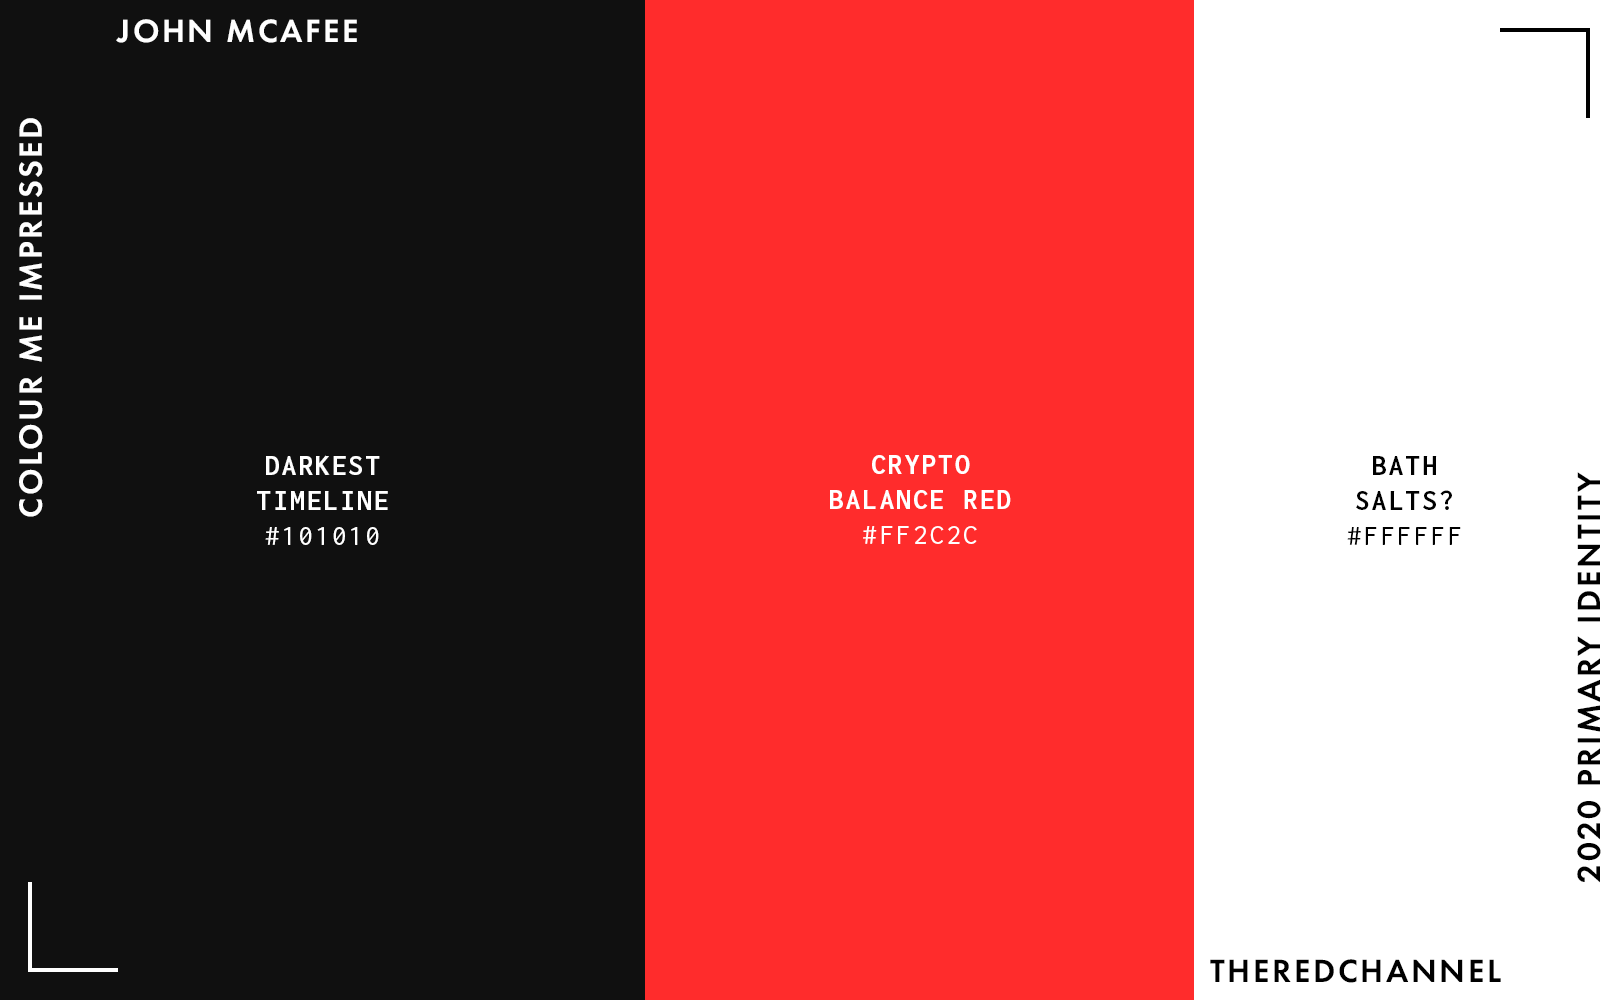 JOHN MCAFEE
COLOUR ME IMPRESSED
DARKEST
TIMELINE
#101010
CRYPTO
BALANCE RED
#FF2C2C
BATH
SALTS?
#FFFFFF
2020 PRIMARY IDENTITY
THEREDCHANNEL